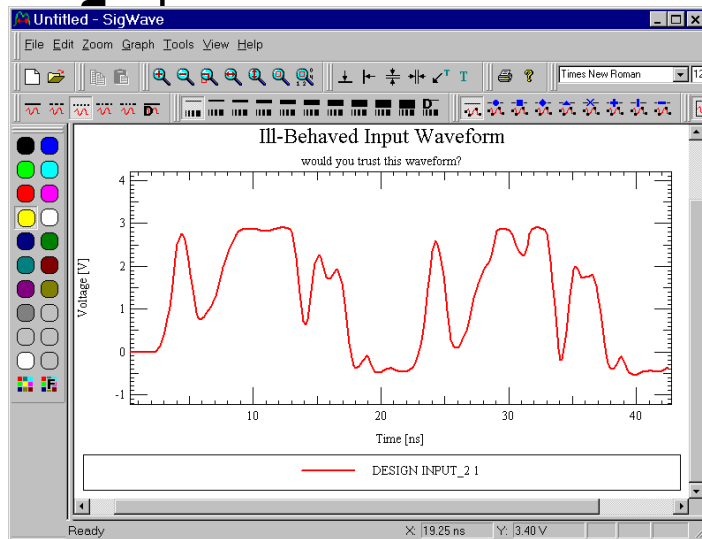 Untitled - SigWave
File Edit Zoom Graph Tools View Help
T T ? Times New Roman 12
D D
Ill-Behaved Input Waveform
would you trust this waveform?
Voltage [V]
4
3
2
1
0
-1
10 20 30 40
Time [ns]
DESIGN INPUT_2 1
F
Ready X: 19.25 ns Y: 3.40 V